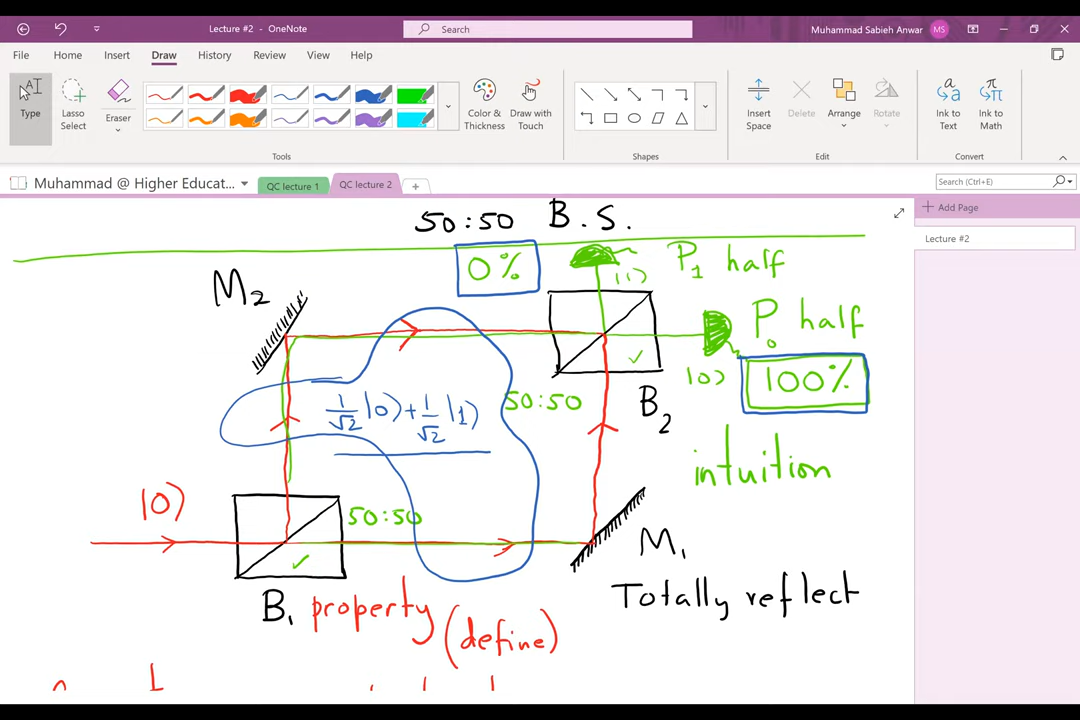 Lecture #2 - OneNote
Search
Muhammad Sabieh Anwar
MS
File Home Insert Draw History Review View Help
Type
Lasso Select
Eraser
Color & Thickness
Draw with Touch
Insert Space
Delete
Arrange
Rotate
Ink to Text
Ink to Math
Tools
Shapes
Edit
Convert
Muhammad @ Higher Educat...
QC lecture 1
QC lecture 2
Search (Ctrl+E)
Add Page
Lecture #2
50:50 B.S.
0%
|1⟩
P₁ half
M₂
P₀ half
|0⟩
100%
1/√2 |0⟩ + 1/√2 |1⟩
50:50
B₂
intuition
|0⟩
50:50
M₁
Totally reflect
B₁ property (define)